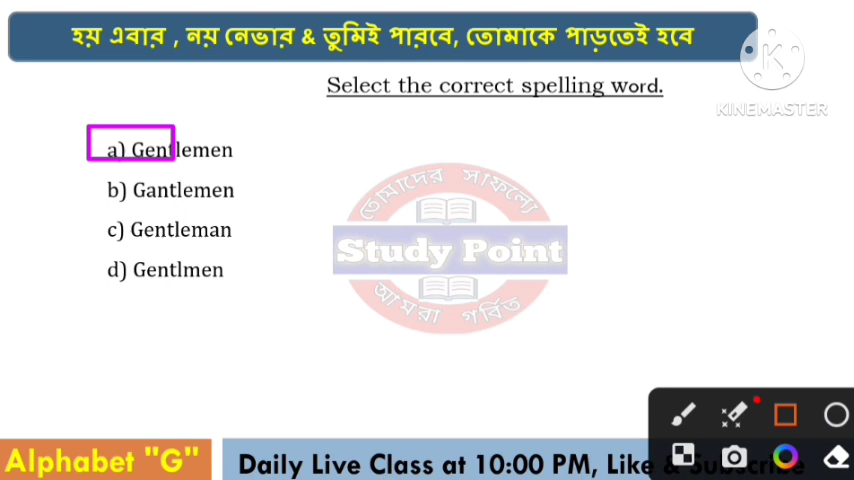 হয় এবার , নয় নেভার & তুমিই পারবে, তোমাকে পাড়তেই হবে
KINEMASTER
Select the correct spelling word.
a) Gentlemen
b) Gantlemen
c) Gentleman
d) Gentlmen
তোমাদের সাফল্যে
Study Point
আমরা গর্বিত
Alphabet "G"
Daily Live Class at 10:00 PM, Like & Subscribe